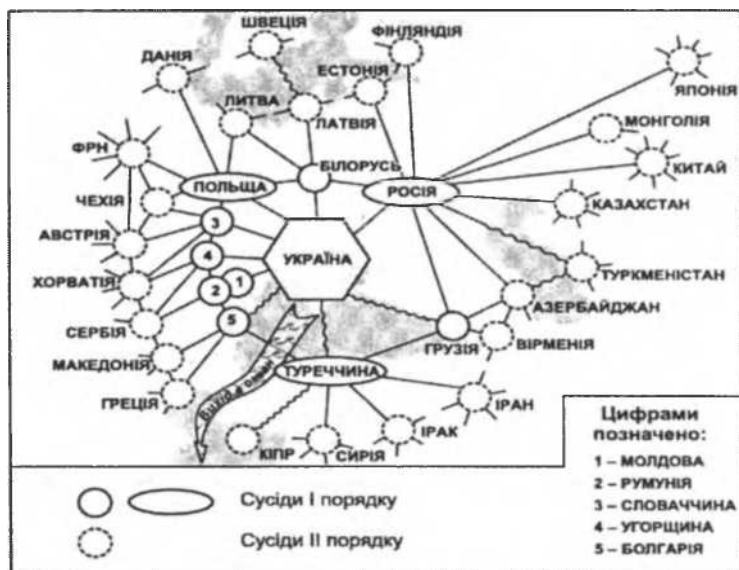 ШВЕЦІЯ
ФІНЛЯНДІЯ
ДАНІЯ
ЕСТОНІЯ
ЯПОНІЯ
ЛИТВА
ЛАТВІЯ
МОНГОЛІЯ
ФРН
БІЛОРУСЬ
КИТАЙ
ПОЛЬЩА
РОСІЯ
ЧЕХІЯ
КАЗАХСТАН
3
АВСТРІЯ
УКРАЇНА
4
ТУРКМЕНІСТАН
ХОРВАТІЯ
2
1
АЗЕРБАЙДЖАН
СЕРБІЯ
5
ГРУЗІЯ
ВІРМЕНІЯ
МАКЕДОНІЯ
ТУРЕЧЧИНА
ГРЕЦІЯ
Вихід в океан
ІРАН
ІРАК
КІПР
СИРІЯ
Цифрами
позначено:
1 – МОЛДОВА
2 – РУМУНІЯ
3 – СЛОВАЧЧИНА
4 – УГОРЩИНА
5 – БОЛГАРІЯ
Сусіди І порядку
Сусіди ІІ порядку